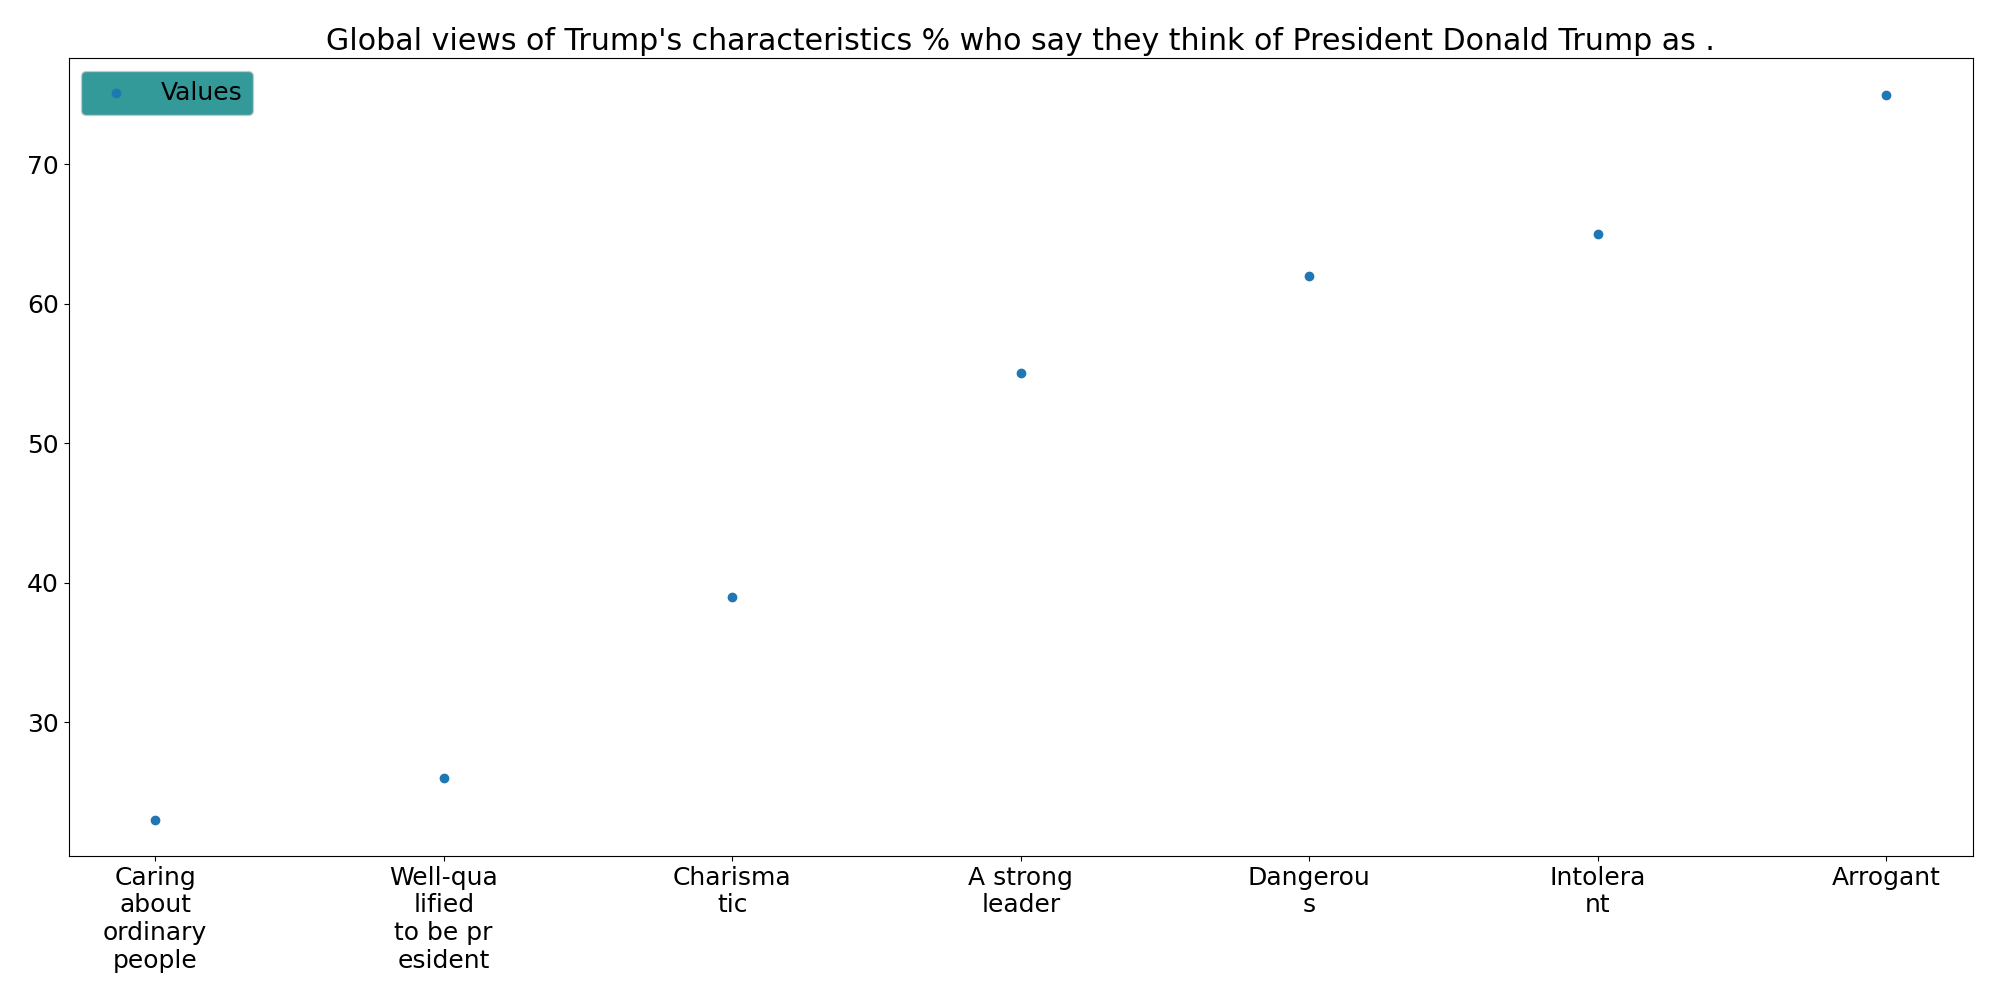 Global views of Trump's characteristics % who say they think of President Donald Trump as .
Values
70
60
50
40
30
Caring
about
ordinary
people
Well-qua
lified
to be pr
esident
Charisma
tic
A strong
leader
Dangerou
s
Intolera
nt
Arrogant